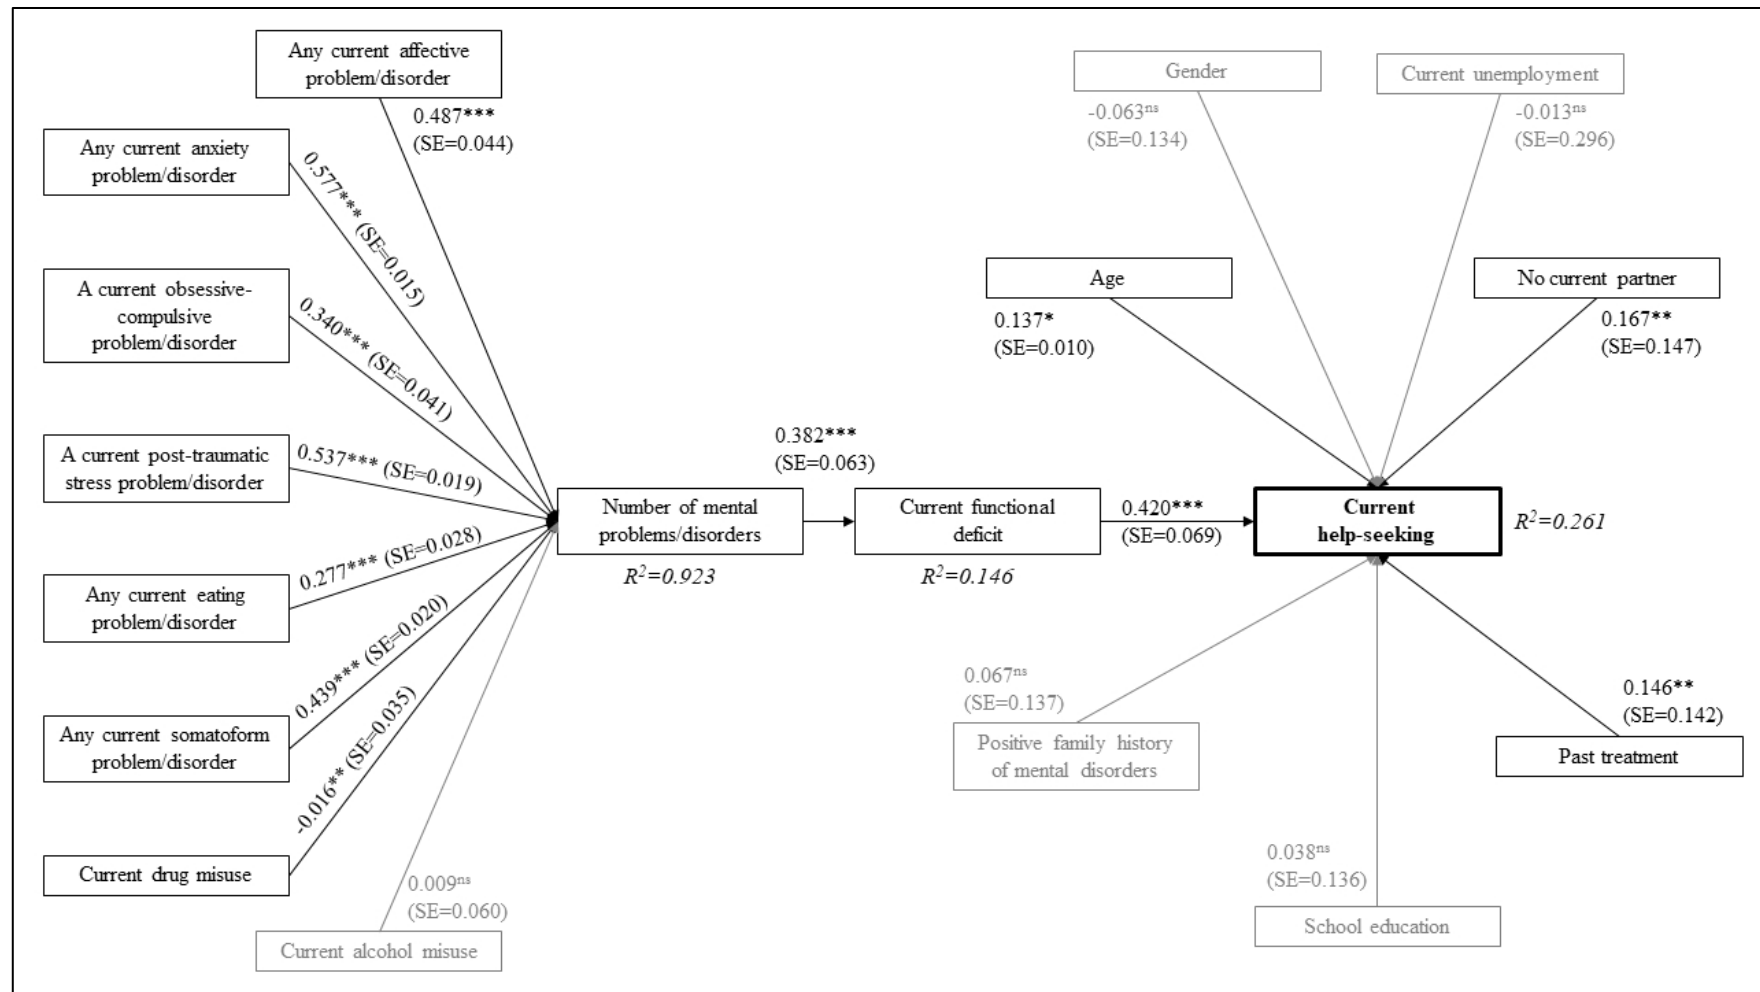 Any current affective
problem/disorder
0.487***
(SE=0.044)
Any current anxiety
problem/disorder
0.577*** (SE=0.015)
A current obsessive-
compulsive
problem/disorder
0.340*** (SE=0.041)
A current post-traumatic
stress problem/disorder
0.537*** (SE=0.019)
Any current eating
problem/disorder
0.277*** (SE=0.028)
Any current somatoform
problem/disorder
0.439*** (SE=0.020)
Current drug misuse
-0.016** (SE=0.035)
Current alcohol misuse
0.009ns
(SE=0.060)
Number of mental
problems/disorders
R²=0.923
0.382***
(SE=0.063)
Current functional
deficit
R²=0.146
0.420***
(SE=0.069)
Gender
-0.063ns
(SE=0.134)
Current unemployment
-0.013ns
(SE=0.296)
Age
0.137*
(SE=0.010)
No current partner
0.167**
(SE=0.147)
Current
help-seeking
R²=0.261
0.067ns
(SE=0.137)
Positive family history
of mental disorders
0.146**
(SE=0.142)
Past treatment
0.038ns
(SE=0.136)
School education